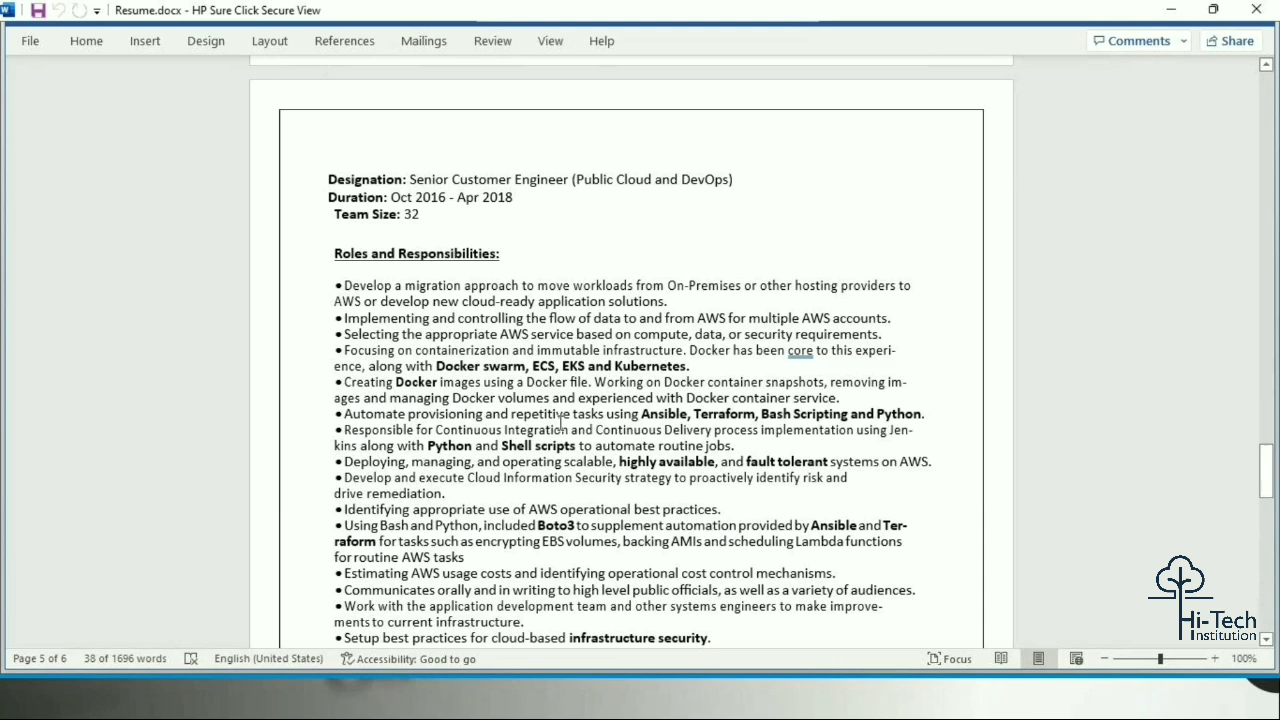 Resume.docx - HP Sure Click Secure View
File Home Insert Design Layout References Mailings Review View Help Comments Share
Designation: Senior Customer Engineer (Public Cloud and DevOps)
Duration: Oct 2016 - Apr 2018
Team Size: 32
Roles and Responsibilities:
•Develop a migration approach to move workloads from On-Premises or other hosting providers to
AWS or develop new cloud-ready application solutions.
•Implementing and controlling the flow of data to and from AWS for multiple AWS accounts.
•Selecting the appropriate AWS service based on compute, data, or security requirements.
•Focusing on containerization and immutable infrastructure. Docker has been core to this experi-
ence, along with Docker swarm, ECS, EKS and Kubernetes.
•Creating Docker images using a Docker file. Working on Docker container snapshots, removing im-
ages and managing Docker volumes and experienced with Docker container service.
•Automate provisioning and repetitive tasks using Ansible, Terraform, Bash Scripting and Python.
•Responsible for Continuous Integration and Continuous Delivery process implementation using Jen-
kins along with Python and Shell scripts to automate routine jobs.
•Deploying, managing, and operating scalable, highly available, and fault tolerant systems on AWS.
•Develop and execute Cloud Information Security strategy to proactively identify risk and
drive remediation.
•Identifying appropriate use of AWS operational best practices.
•Using Bash and Python, included Boto3 to supplement automation provided by Ansible and Ter-
raform for tasks such as encrypting EBS volumes, backing AMIs and scheduling Lambda functions
for routine AWS tasks
•Estimating AWS usage costs and identifying operational cost control mechanisms.
•Communicates orally and in writing to high level public officials, as well as a variety of audiences.
•Work with the application development team and other systems engineers to make improve-
ments to current infrastructure.
•Setup best practices for cloud-based infrastructure security.
Hi-Tech
Institution
Page 5 of 6 38 of 1696 words English (United States) Accessibility: Good to go Focus 100%